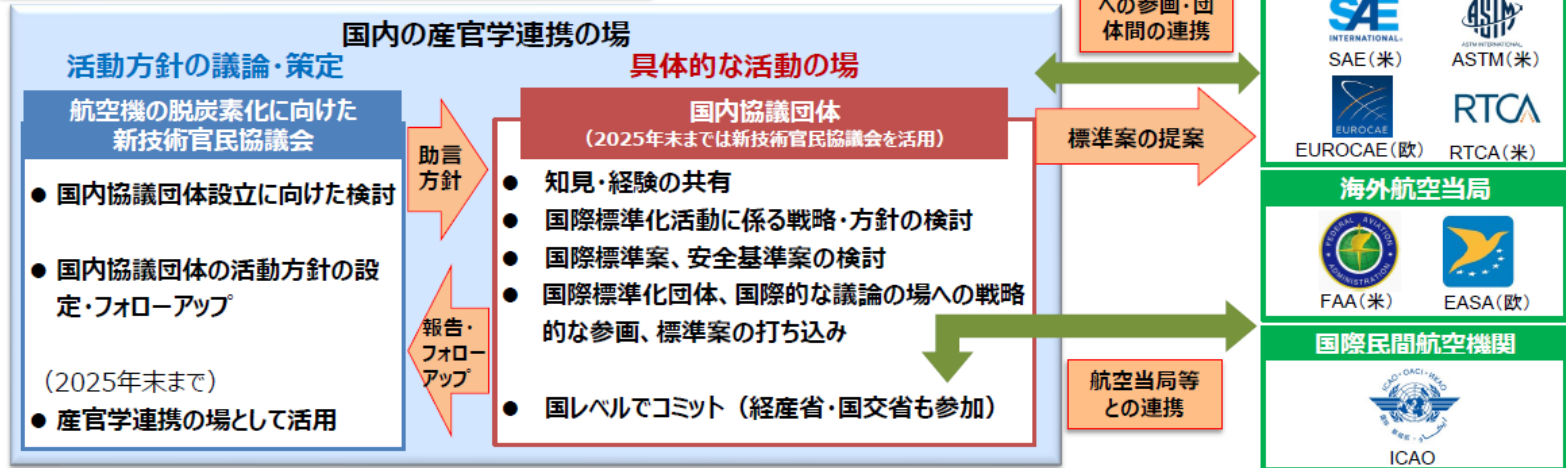 国内の産官学連携の場
活動方針の議論・策定
具体的な活動の場
航空機の脱炭素化に向けた
新技術官民協議会
● 国内協議団体設立に向けた検討
● 国内協議団体の活動方針の設
定・フォローアップ
（2025年末まで）
● 産官学連携の場として活用
助言
方針
報告・
フォロー
アップ
国内協議団体
（2025年末までは新技術官民協議会を活用）
● 知見・経験の共有
● 国際標準化活動に係る戦略・方針の検討
● 国際標準案、安全基準案の検討
● 国際標準化団体、国際的な議論の場への戦略
的な参画、標準案の打ち込み
● 国レベルでコミット（経産省・国交省も参加）
への参画・団
体間の連携
標準案の提案
航空当局等
との連携
SAE
INTERNATIONAL
SAE（米）
ASTM
ASTM INTERNATIONAL
ASTM（米）
EUROCAE
EUROCAE（欧）
RTCA
RTCA（米）
海外航空当局
FEDERAL AVIATION
ADMINISTRATION
FAA（米）
EASA（欧）
国際民間航空機関
ICAO・OACI・ИКАО
ICAO